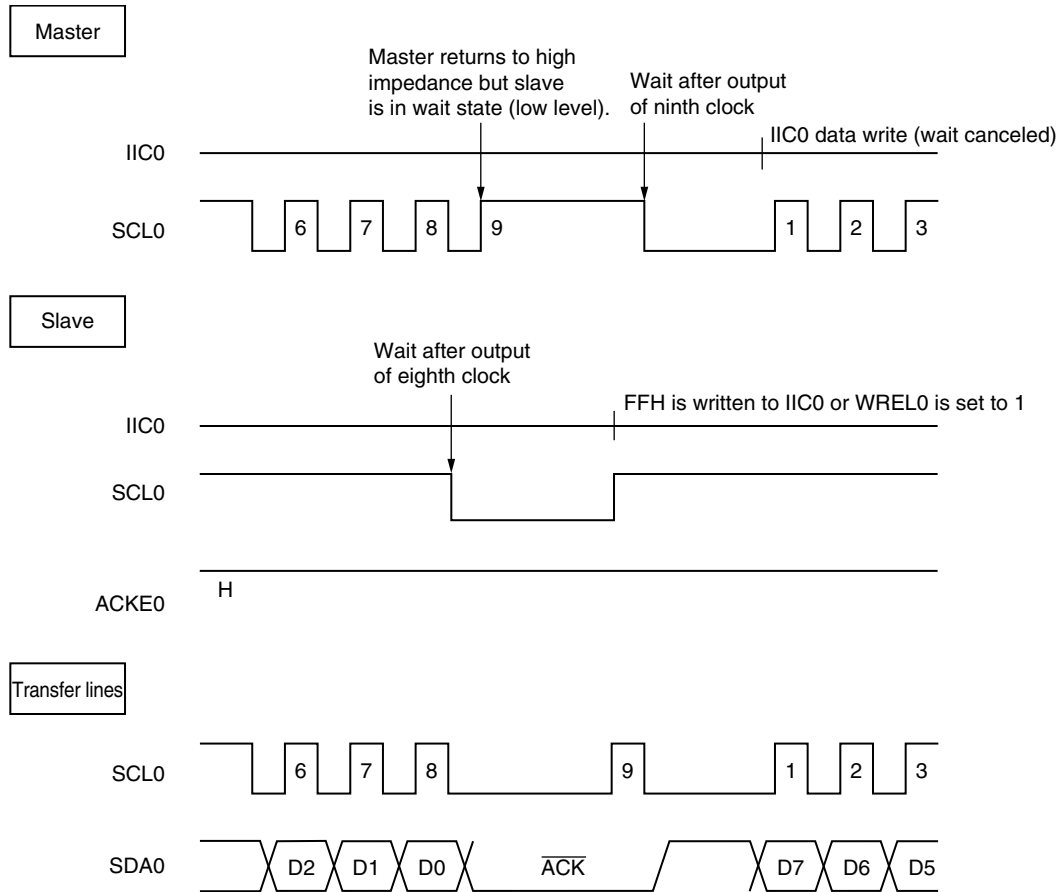 Master
Master returns to high
impedance but slave
is in wait state (low level).
Wait after output
of ninth clock
IIC0 data write (wait canceled)
IIC0
SCL0
6 7 8 9 1 2 3
Slave
Wait after output
of eighth clock
FFH is written to IIC0 or WREL0 is set to 1
IIC0
SCL0
H
ACKE0
Transfer lines
SCL0
6 7 8 9 1 2 3
SDA0
D2 D1 D0 ACK D7 D6 D5